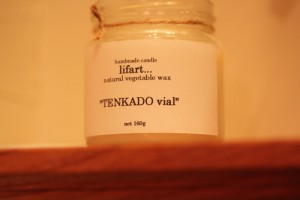 handmade candle
lifart...
natural vegetable wax
"TENKADO vial"
net 160g